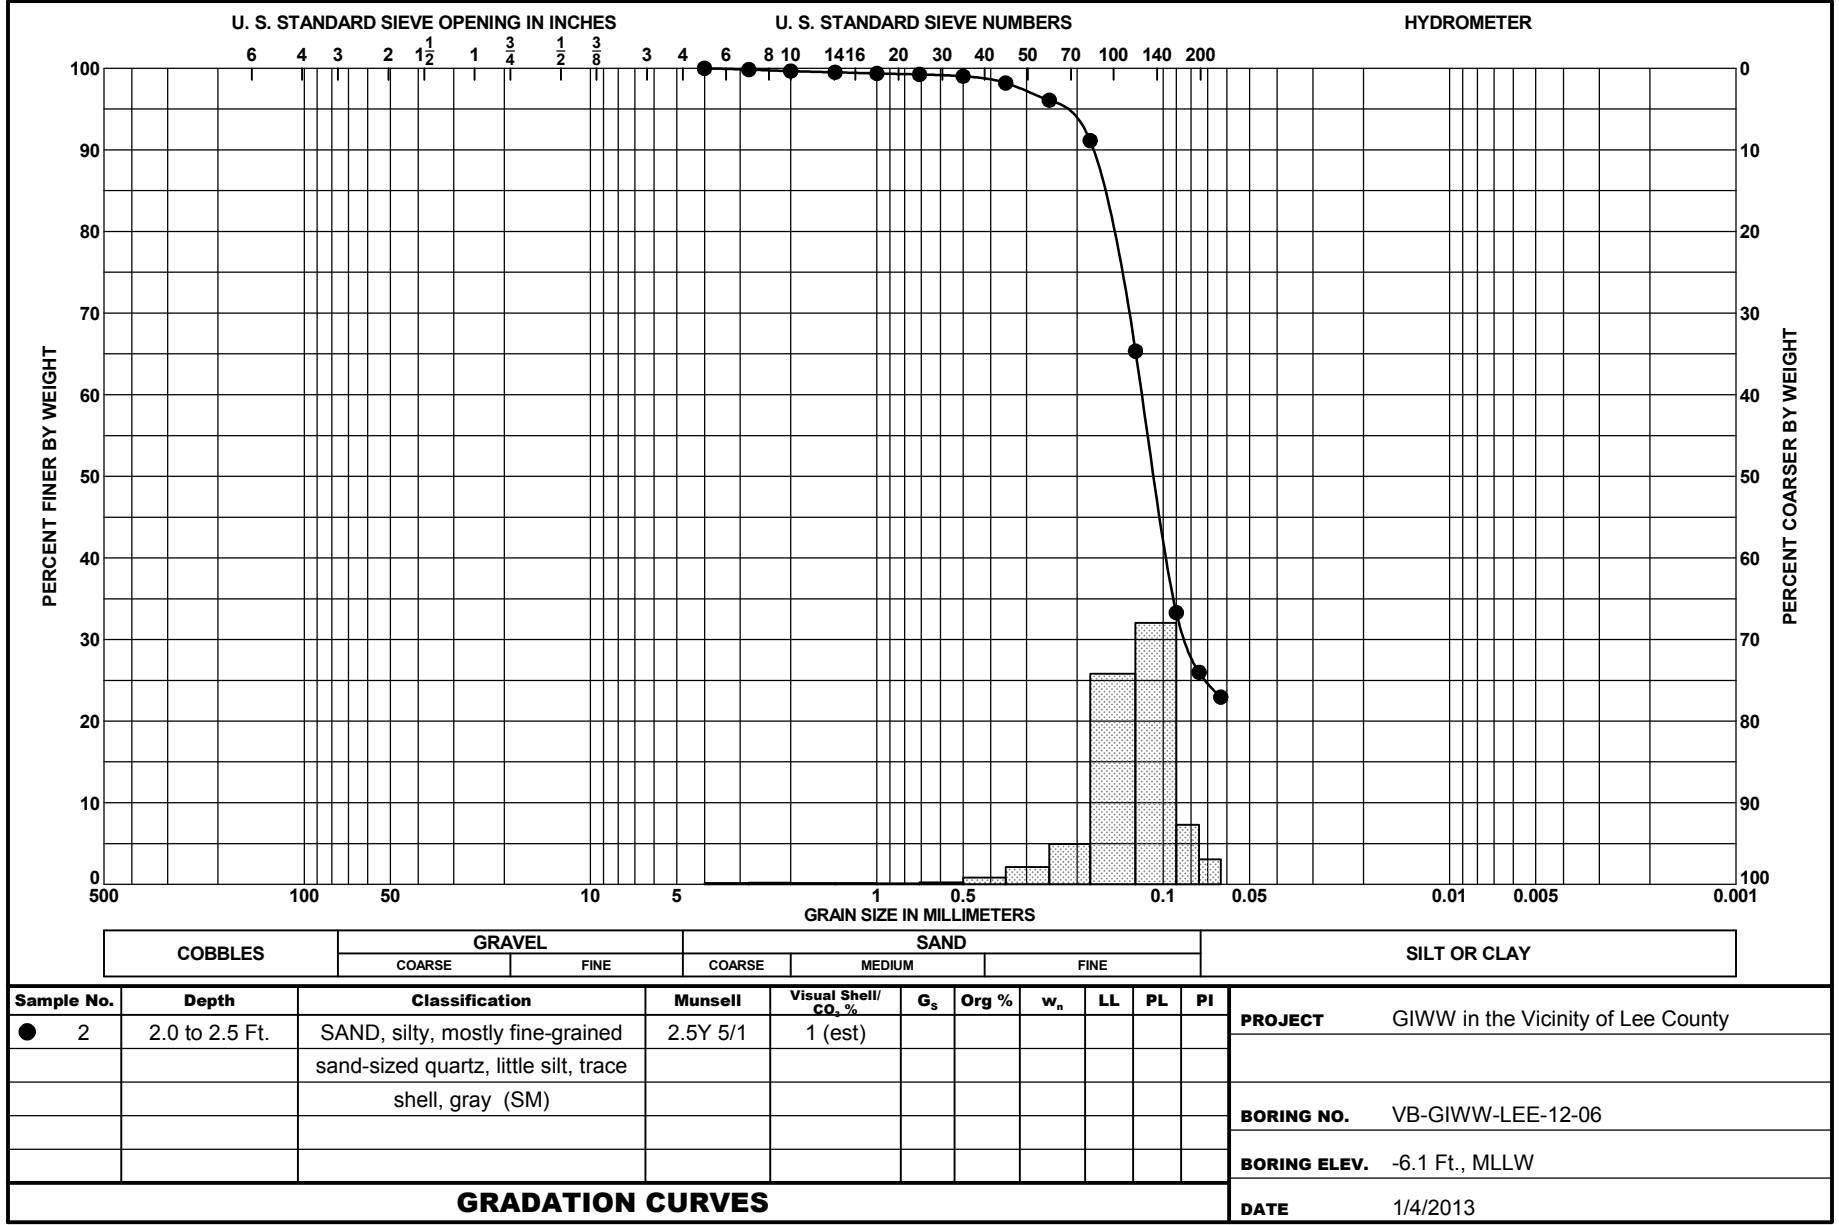 U. S. STANDARD SIEVE OPENING IN INCHES U. S. STANDARD SIEVE NUMBERS HYDROMETER
6 4 3 2 1 1/2 1 3/4 1/2 3/8 3 4 6 8 10 14 16 20 30 40 50 70 100 140 200
100 0
90 10
80 20
70 30
60 40
50 50
40 60
30 70
20 80
10 90
0 100
PERCENT FINER BY WEIGHT
PERCENT COARSER BY WEIGHT
500 100 50 10 5 1 0.5 0.1 0.05 0.01 0.005 0.001
GRAIN SIZE IN MILLIMETERS
COBBLES GRAVEL SAND SILT OR CLAY
COARSE FINE COARSE MEDIUM FINE
Sample No. Depth Classification Munsell Visual Shell/ CO₃ % Gs Org % wn LL PL PI
● 2 2.0 to 2.5 Ft. SAND, silty, mostly fine-grained 2.5Y 5/1 1 (est)
sand-sized quartz, little silt, trace
shell, gray (SM)
PROJECT GIWW in the Vicinity of Lee County
BORING NO. VB-GIWW-LEE-12-06
BORING ELEV. -6.1 Ft., MLLW
GRADATION CURVES
DATE 1/4/2013